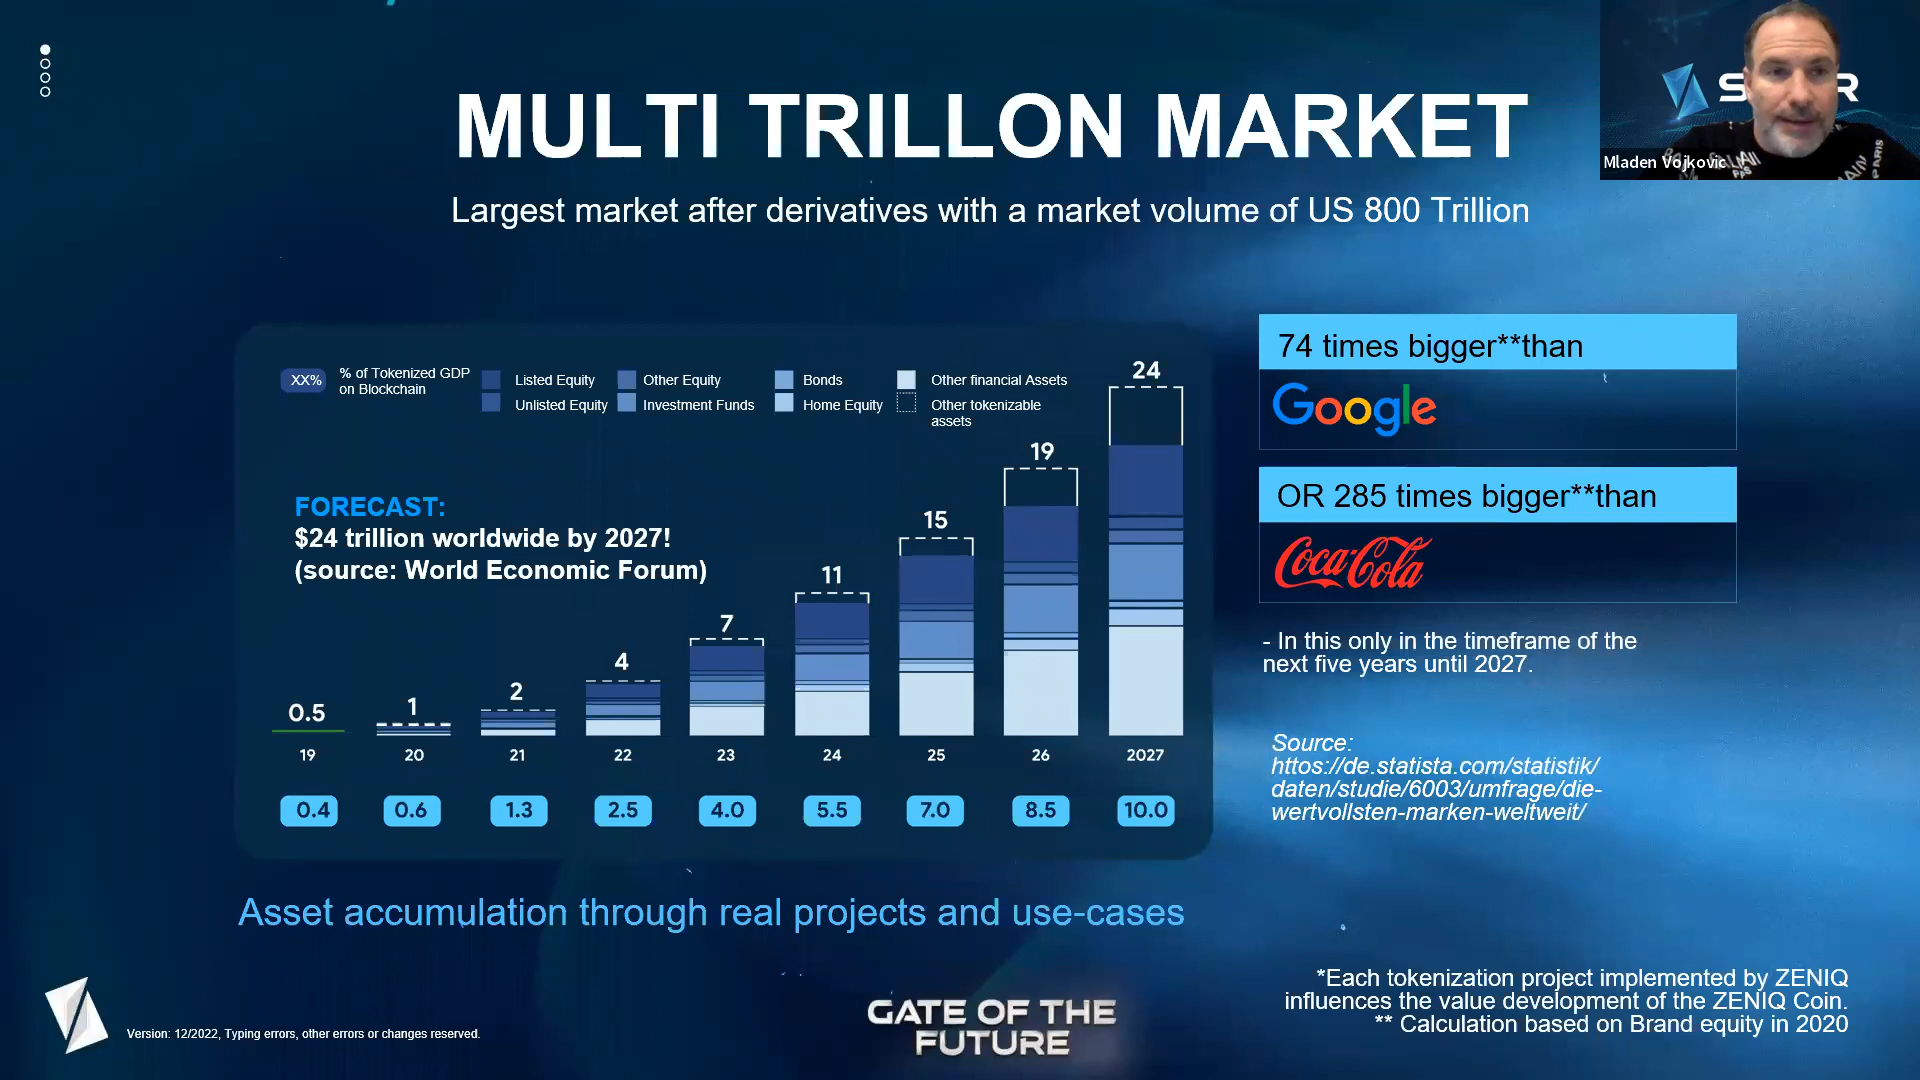 MULTI TRILLON MARKET
Largest market after derivatives with a market volume of US 800 Trillion
Mladen Vojkovic
XX%
% of Tokenized GDP
on Blockchain
Listed Equity
Unlisted Equity
Other Equity
Investment Funds
Bonds
Home Equity
Other financial Assets
Other tokenizable
assets
FORECAST:
$24 trillion worldwide by 2027!
(source: World Economic Forum)
0.5
1
2
4
7
11
15
19
24
19
20
21
22
23
24
25
26
2027
0.4
0.6
1.3
2.5
4.0
5.5
7.0
8.5
10.0
74 times bigger**than
Google
OR 285 times bigger**than
Coca-Cola
- In this only in the timeframe of the
next five years until 2027.
Source:
httos://de.statista.com/statistik/
daten/studie/6003/umfrage/die-
wertvollsten-marken-weltweit/
Asset accumulation through real projects and use-cases
*Each tokenization project implemented by ZENIQ
influences the value development of the ZENIQ Coin.
** Calculation based on Brand equity in 2020
GATE OF THE
FUTURE
Version: 12/2022, Typing errors, other errors or changes reserved.